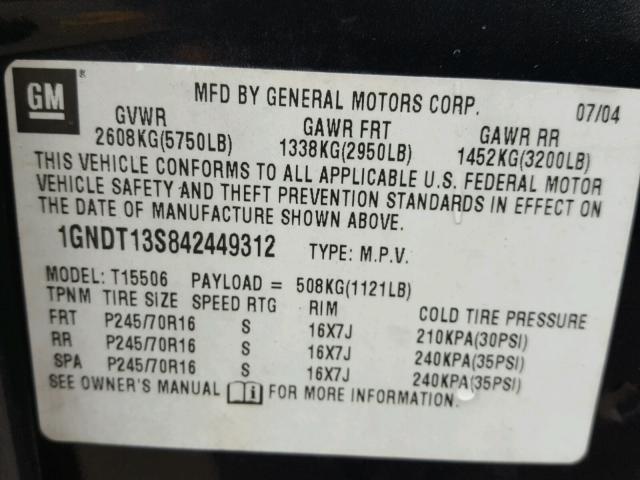 GM ® MFD BY GENERAL MOTORS CORP. 07/04
GVWR GAWR FRT GAWR RR
2608KG(5750LB) 1338KG(2950LB) 1452KG(3200LB)
THIS VEHICLE CONFORMS TO ALL APPLICABLE U.S. FEDERAL MOTOR
VEHICLE SAFETY AND THEFT PREVENTION STANDARDS IN EFFECT ON
THE DATE OF MANUFACTURE SHOWN ABOVE.
1GNDT13S842449312 TYPE: M.P.V.
MODEL: T15506 PAYLOAD = 508KG(1121LB)
TPNM TIRE SIZE SPEED RTG RIM COLD TIRE PRESSURE
FRT P245/70R16 S 16X7J 210KPA(30PSI)
RR P245/70R16 S 16X7J 240KPA(35PSI)
SPA P245/70R16 S 16X7J 240KPA(35PSI)
SEE OWNER'S MANUAL FOR MORE INFORMATION.